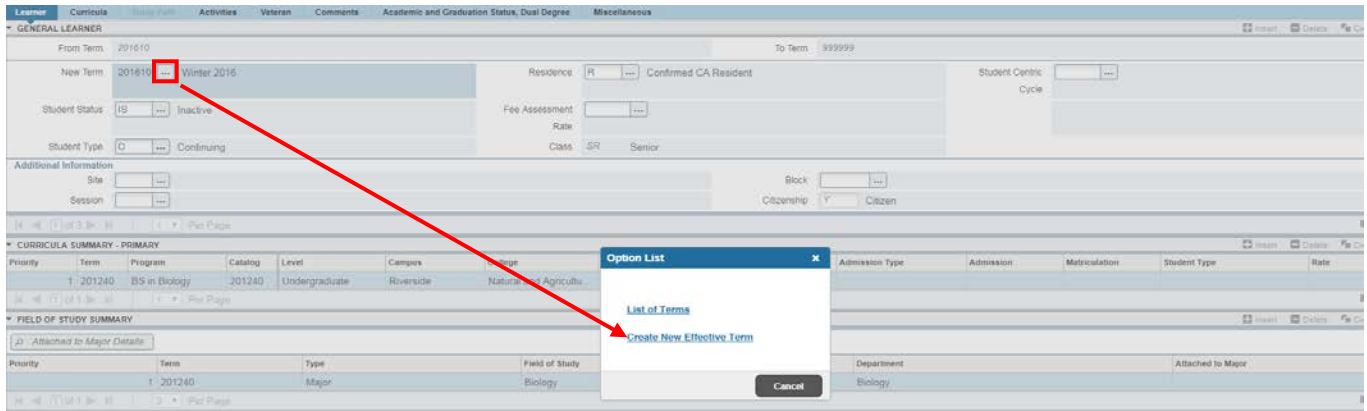 Learner Curricula Study Path Activities Veteran Comments Academic and Graduation Status, Dual Degree Miscellaneous
GENERAL LEARNER Insert Delete
From Term 201610 To Term 999999
New Term 201610 ... Winter 2016 Residence R ... Confirmed CA Resident Student Centric ...
Cycle
Student Status IS ... Inactive Fee Assessment ...
Rate
Student Type C ... Continuing Class SR Senior
Additional Information
Site ... Block ...
Session ... Citizenship Y Citizen
1 of 3 Per Page
CURRICULA SUMMARY - PRIMARY Insert Delete
Priority Term Program Catalog Level Campus College Admission Type Admission Matriculation Student Type Rate
1 201240 BS in Biology 201240 Undergraduate Riverside Natural and Agricultu...
1 of 1 Per Page
FIELD OF STUDY SUMMARY Insert Delete
Attached to Major Details
Priority Term Type Field of Study Department Attached to Major
1 201240 Major Biology Biology
1 of 1 Per Page
Option List ×
List of Terms
Create New Effective Term
Cancel